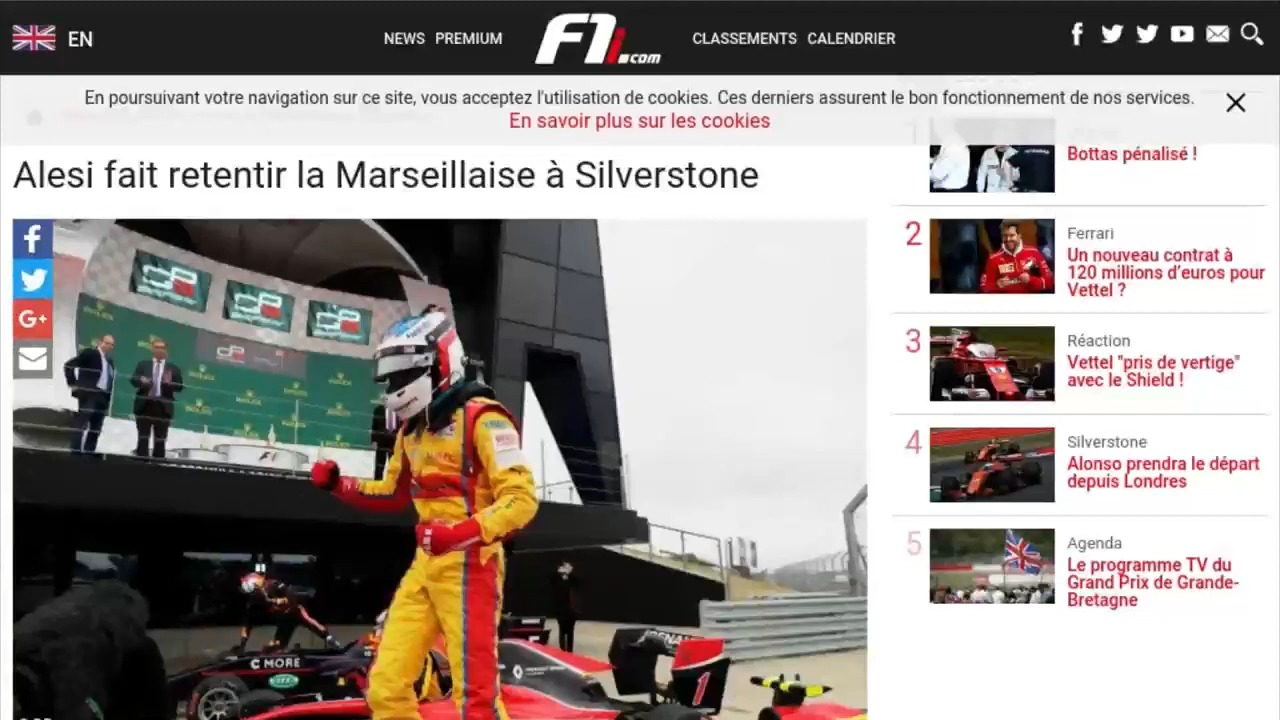 EN
NEWS PREMIUM
F1i.com
CLASSEMENTS CALENDRIER
En poursuivant votre navigation sur ce site, vous acceptez l'utilisation de cookies. Ces derniers assurent le bon fonctionnement de nos services.
En savoir plus sur les cookies
Alesi fait retentir la Marseillaise à Silverstone
Bottas pénalisé !
2
Ferrari
Un nouveau contrat à
120 millions d'euros pour
Vettel ?
3
Réaction
Vettel "pris de vertige"
avec le Shield !
4
Silverstone
Alonso prendra le départ
depuis Londres
5
Agenda
Le programme TV du
Grand Prix de Grande-
Bretagne
G+
C MORE
1